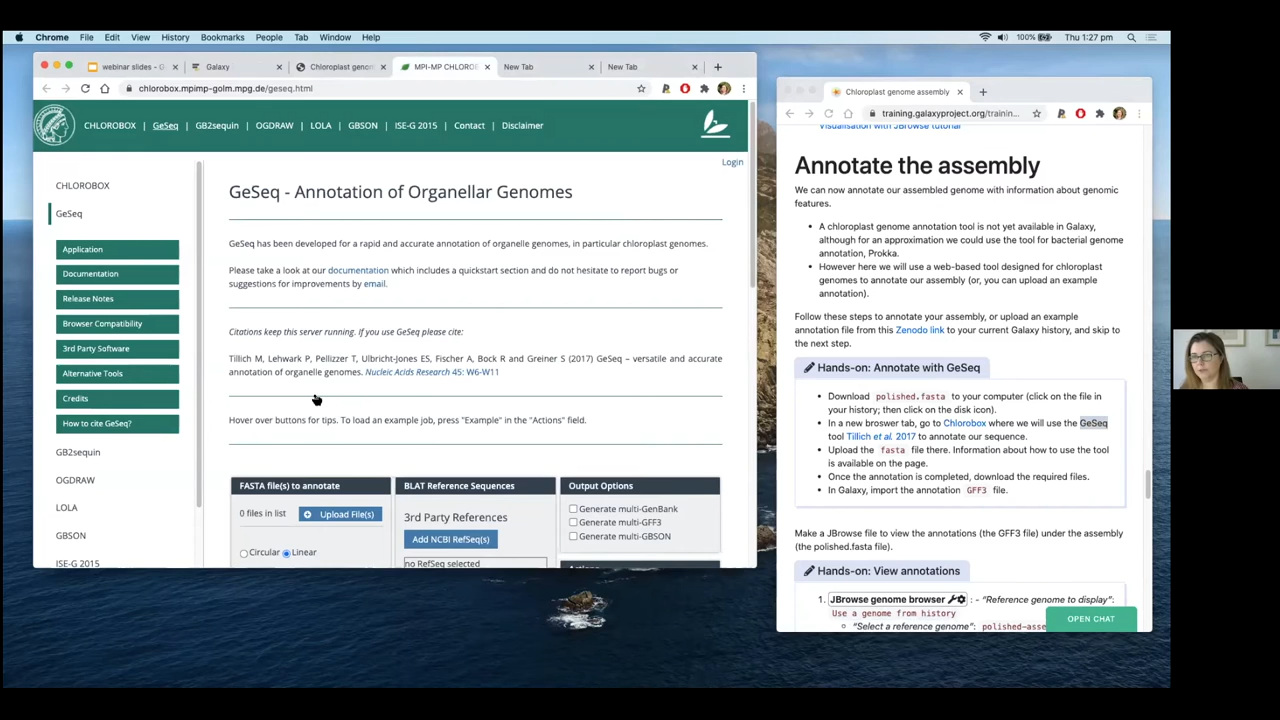 Chrome File Edit View History Bookmarks People Tab Window Help
100% Thu 1:27 pm
webinar slides - G
Galaxy
Chloroplast genom
MPI-MP CHLORO
New Tab
New Tab
chlorobox.mpimp-golm.mpg.de/geseq.html
CHLOROBOX GeSeq GB2sequin OGDRAW LOLA GBSON ISE-G 2015 Contact Disclaimer
Login
CHLOROBOX
GeSeq
Application
Documentation
Release Notes
Browser Compatibility
3rd Party Software
Alternative Tools
Credits
How to cite GeSeq?
GB2sequin
OGDRAW
LOLA
GBSON
ISE-G 2015
GeSeq - Annotation of Organellar Genomes
GeSeq has been developed for a rapid and accurate annotation of organelle genomes, in particular chloroplast genomes.
Please take a look at our documentation which includes a quickstart section and do not hesitate to report bugs or
suggestions for improvements by email.
Citations keep this server running. If you use GeSeq please cite:
Tillich M, Lehwark P, Pellizzer T, Ulbricht-Jones ES, Fischer A, Bock R and Greiner S (2017) GeSeq – versatile and accurate
annotation of organelle genomes. Nucleic Acids Research 45: W6-W11
Hover over buttons for tips. To load an example job, press "Example" in the "Actions" field.
FASTA file(s) to annotate
0 files in list
Upload File(s)
Circular Linear
BLAT Reference Sequences
3rd Party References
Add NCBI RefSeq(s)
no RefSeq selected
Output Options
Generate multi-GenBank
Generate multi-GFF3
Generate multi-GBSON
Actions
Chloroplast genome assembly
training.galaxyproject.org/trainin...
Visualisation with JBrowse tutorial
Annotate the assembly
We can now annotate our assembled genome with information about genomic
features.
• A chloroplast genome annotation tool is not yet available in Galaxy,
although for an approximation we could use the tool for bacterial genome
annotation, Prokka.
• However here we will use a web-based tool designed for chloroplast
genomes to annotate our assembly (or, you can upload an example
annotation).
Follow these steps to annotate your assembly, or upload an example
annotation file from this Zenodo link to your current Galaxy history, and skip to
the next step.
Hands-on: Annotate with GeSeq
• Download polished.fasta to your computer (click on the file in
your history; then click on the disk icon).
• In a new broswer tab, go to Chlorobox where we will use the GeSeq
tool Tillich et al. 2017 to annotate our sequence.
• Upload the fasta file there. Information about how to use the tool
is available on the page.
• Once the annotation is completed, download the required files.
• In Galaxy, import the annotation GFF3 file.
Make a JBrowse file to view the annotations (the GFF3 file) under the assembly
(the polished.fasta file).
Hands-on: View annotations
1. JBrowse genome browser : - “Reference genome to display”:
Use a genome from history
“Select a reference genome”: polished-asse
OPEN CHAT